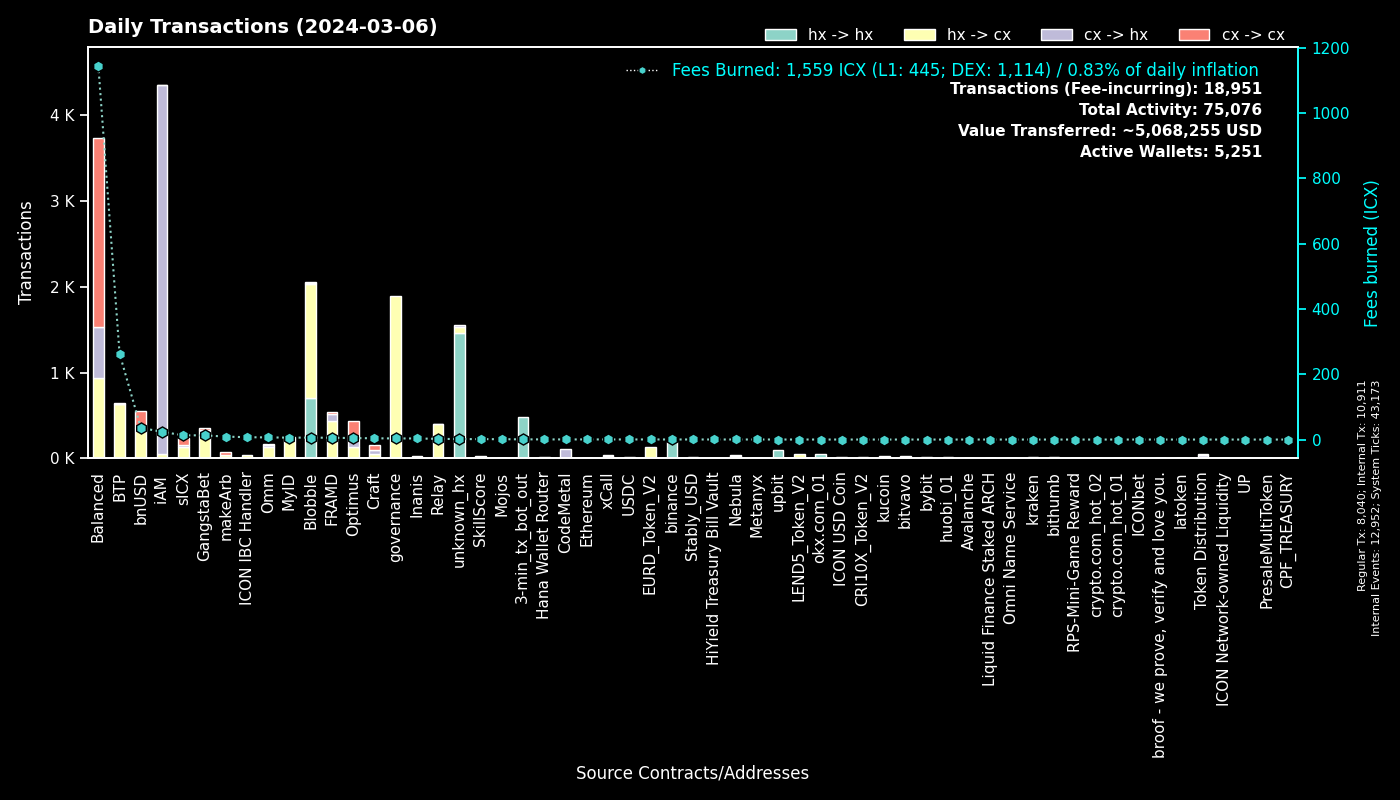 Daily Transactions (2024-03-06)
hx -> hx
hx -> cx
cx -> hx
cx -> cx
Fees Burned: 1,559 ICX (L1: 445; DEX: 1,114) / 0.83% of daily inflation
Transactions (Fee-incurring): 18,951
Total Activity: 75,076
Value Transferred: ~5,068,255 USD
Active Wallets: 5,251
Transactions
4 K
3 K
2 K
1 K
0 K
1200
1000
800
600
400
200
0
Fees burned (ICX)
Regular Tx: 8,040; Internal Tx: 10,911
Internal Events: 12,952; System Ticks: 43,173
Balanced
BTP
bnUSD
iAM
sICX
GangstaBet
makeArb
ICON IBC Handler
Omm
MyID
Blobble
FRAMD
Optimus
Craft
governance
Inanis
Relay
unknown_hx
SkillScore
Mojos
3-min_tx_bot_out
Hana Wallet Router
CodeMetal
Ethereum
xCall
USDC
EURD_Token_V2
binance
Stably_USD
HiYield Treasury Bill Vault
Nebula
Metanyx
upbit
LEND5_Token_V2
okx.com_01
ICON USD Coin
CRI10X_Token_V2
kucoin
bitvavo
bybit
huobi_01
Avalanche
Liquid Finance Staked ARCH
Omni Name Service
kraken
bithumb
RPS-Mini-Game Reward
crypto.com_hot_02
crypto.com_hot_01
ICONbet
broof - we prove, verify and love you.
latoken
Token Distribution
ICON Network-owned Liquidity
UP
PresaleMultiToken
CPF_TREASURY
Source Contracts/Addresses